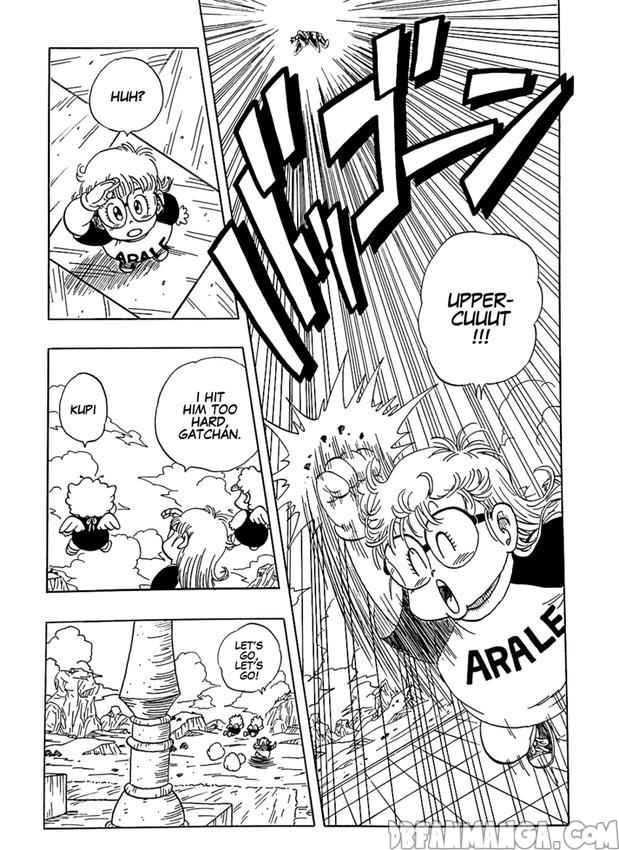 バッゴーン
UPPER-
CUUUT
!!!
ARALE
HUH?
ARALE
I HIT
HIM TOO
HARD,
GATCHAN.
KUPI
LET'S
GO,
LET'S
GO!
DBFANMANGA.COM